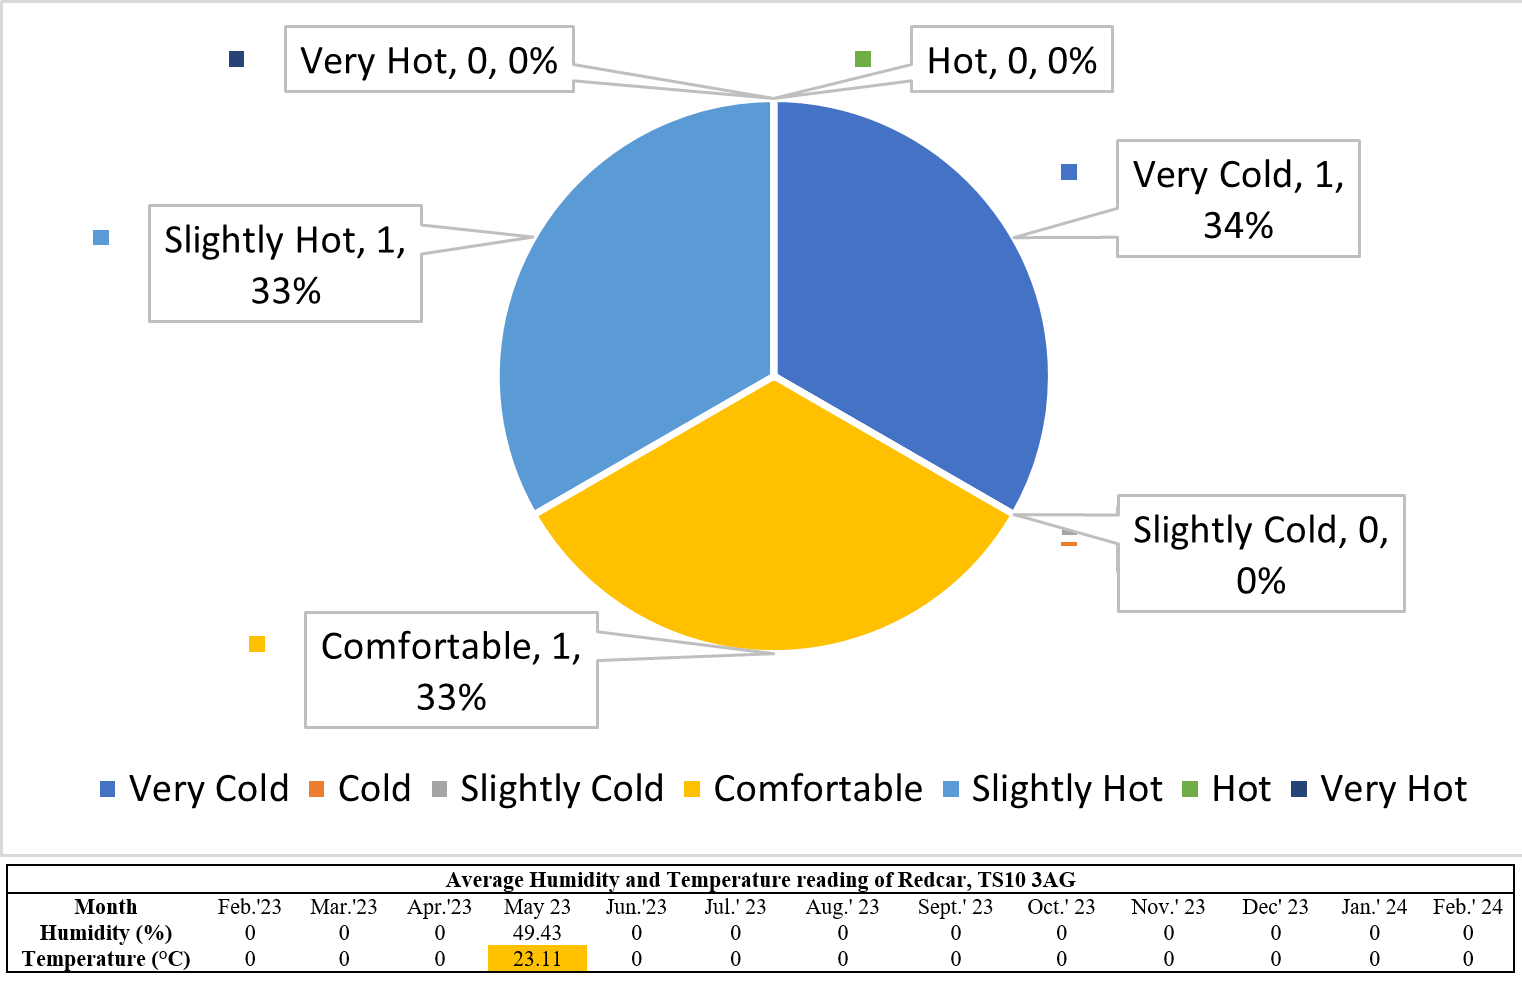 Very Hot, 0, 0%
Hot, 0, 0%
Very Cold, 1,
34%
Slightly Hot, 1,
33%
Slightly Cold, 0,
0%
Comfortable, 1,
33%
Very Cold Cold Slightly Cold Comfortable Slightly Hot Hot Very Hot
Average Humidity and Temperature reading of Redcar, TS10 3AG
Month Feb.'23 Mar.'23 Apr.'23 May 23 Jun.'23 Jul.' 23 Aug.' 23 Sept.' 23 Oct.' 23 Nov.' 23 Dec' 23 Jan.' 24 Feb.' 24
Humidity (%) 0 0 0 49.43 0 0 0 0 0 0 0 0 0
Temperature (°C) 0 0 0 23.11 0 0 0 0 0 0 0 0 0